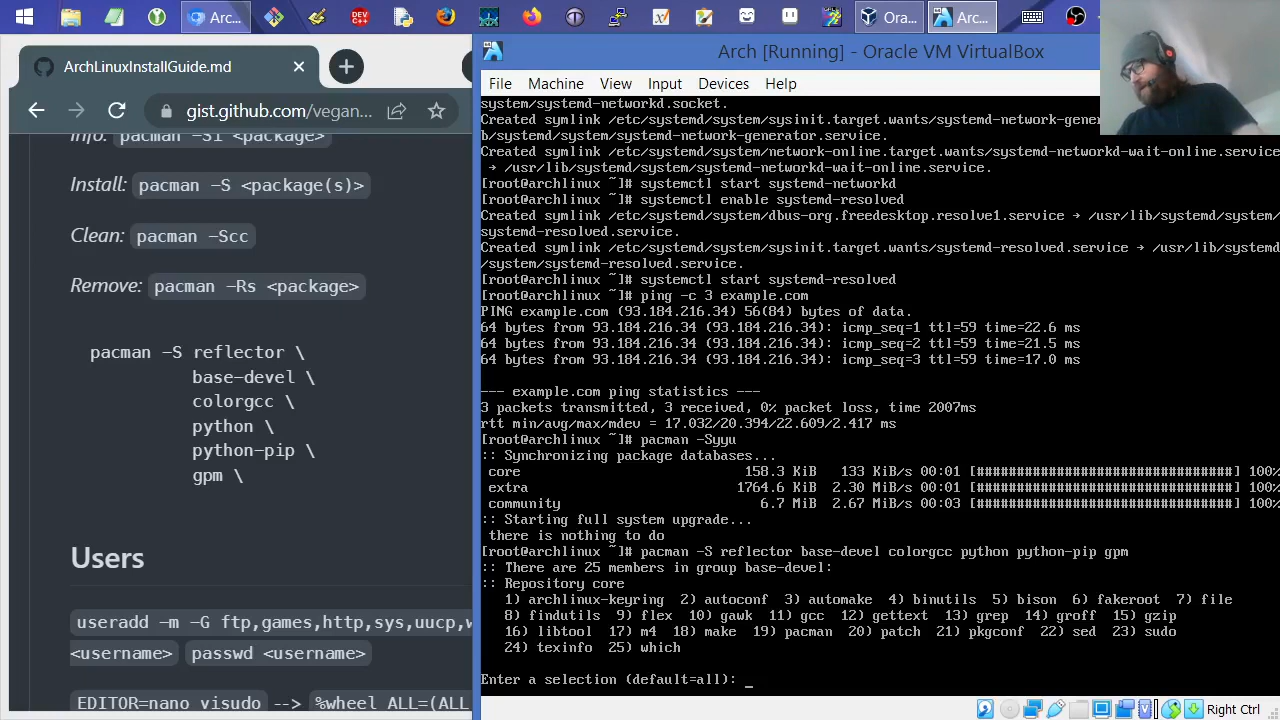 Arc...
Ora...
Arc...
ArchLinuxInstallGuide.md
Arch [Running] - Oracle VM VirtualBox
gist.github.com/vegan...
File Machine View Input Devices Help
Info: pacman -Si <package>
Install: pacman -S <package(s)>
Clean: pacman -Scc
Remove: pacman -Rs <package>
pacman -S reflector \
base-devel \
colorgcc \
python \
python-pip \
gpm \
Users
useradd -m -G ftp,games,http,sys,uucp,w
<username> passwd <username>
EDITOR=nano visudo --> %wheel ALL=(ALL
system/systemd-networkd.socket.
Created symlink /etc/systemd/system/sysinit.target.wants/systemd-network-gene
b/systemd/system/systemd-network-generator.service.
Created symlink /etc/systemd/system/network-online.target.wants/systemd-networkd-wait-online.service
→ /usr/lib/systemd/system/systemd-networkd-wait-online.service.
[root@archlinux ~]# systemctl start systemd-networkd
[root@archlinux ~]# systemctl enable systemd-resolved
Created symlink /etc/systemd/system/dbus-org.freedesktop.resolve1.service → /usr/lib/systemd/system/
systemd-resolved.service.
Created symlink /etc/systemd/system/sysinit.target.wants/systemd-resolved.service → /usr/lib/systemd
/system/systemd-resolved.service.
[root@archlinux ~]# systemctl start systemd-resolved
[root@archlinux ~]# ping -c 3 example.com
PING example.com (93.184.216.34) 56(84) bytes of data.
64 bytes from 93.184.216.34 (93.184.216.34): icmp_seq=1 ttl=59 time=22.6 ms
64 bytes from 93.184.216.34 (93.184.216.34): icmp_seq=2 ttl=59 time=21.5 ms
64 bytes from 93.184.216.34 (93.184.216.34): icmp_seq=3 ttl=59 time=17.0 ms
--- example.com ping statistics ---
3 packets transmitted, 3 received, 0% packet loss, time 2007ms
rtt min/avg/max/mdev = 17.032/20.394/22.609/2.417 ms
[root@archlinux ~]# pacman -Syyu
:: Synchronizing package databases...
core 158.3 KiB 133 KiB/s 00:01 [################################] 100%
extra 1764.6 KiB 2.30 MiB/s 00:01 [################################] 100%
community 6.7 MiB 2.67 MiB/s 00:03 [################################] 100%
:: Starting full system upgrade...
there is nothing to do
[root@archlinux ~]# pacman -S reflector base-devel colorgcc python python-pip gpm
:: There are 25 members in group base-devel:
:: Repository core
1) archlinux-keyring 2) autoconf 3) automake 4) binutils 5) bison 6) fakeroot 7) file
8) findutils 9) flex 10) gawk 11) gcc 12) gettext 13) grep 14) groff 15) gzip
16) libtool 17) m4 18) make 19) pacman 20) patch 21) pkgconf 22) sed 23) sudo
24) texinfo 25) which
Enter a selection (default=all): _
Right Ctrl